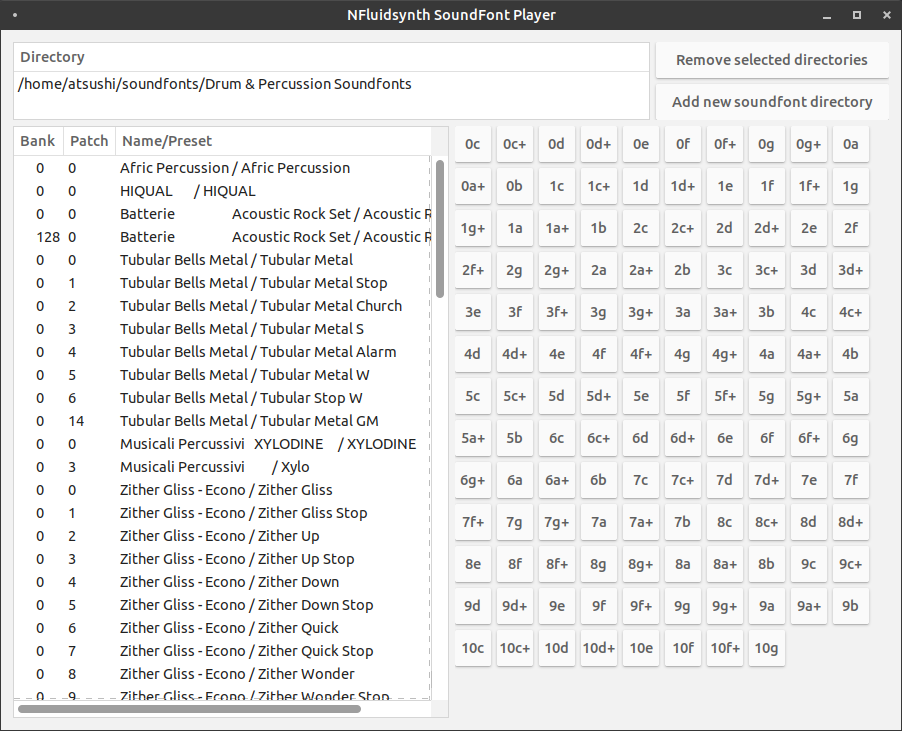 NFluidsynth SoundFont Player
Directory
Remove selected directories
/home/atsushi/soundfonts/Drum & Percussion Soundfonts
Add new soundfont directory
Bank Patch Name/Preset
0 0 Afric Percussion / Afric Percussion
0 0 HIQUAL / HIQUAL
0 0 Batterie Acoustic Rock Set / Acoustic R
128 0 Batterie Acoustic Rock Set / Acoustic R
0 0 Tubular Bells Metal / Tubular Metal
0 1 Tubular Bells Metal / Tubular Metal Stop
0 2 Tubular Bells Metal / Tubular Metal Church
0 3 Tubular Bells Metal / Tubular Metal S
0 4 Tubular Bells Metal / Tubular Metal Alarm
0 5 Tubular Bells Metal / Tubular Metal W
0 6 Tubular Bells Metal / Tubular Stop W
0 14 Tubular Bells Metal / Tubular Metal GM
0 0 Musicali Percussivi XYLODINE / XYLODINE
0 3 Musicali Percussivi / Xylo
0 0 Zither Gliss - Econo / Zither Gliss
0 1 Zither Gliss - Econo / Zither Gliss Stop
0 2 Zither Gliss - Econo / Zither Up
0 3 Zither Gliss - Econo / Zither Up Stop
0 4 Zither Gliss - Econo / Zither Down
0 5 Zither Gliss - Econo / Zither Down Stop
0 6 Zither Gliss - Econo / Zither Quick
0 7 Zither Gliss - Econo / Zither Quick Stop
0 8 Zither Gliss - Econo / Zither Wonder
0 9 Zither Gliss - Econo / Zither Wonder Stop
0c 0c+ 0d 0d+ 0e 0f 0f+ 0g 0g+ 0a
0a+ 0b 1c 1c+ 1d 1d+ 1e 1f 1f+ 1g
1g+ 1a 1a+ 1b 2c 2c+ 2d 2d+ 2e 2f
2f+ 2g 2g+ 2a 2a+ 2b 3c 3c+ 3d 3d+
3e 3f 3f+ 3g 3g+ 3a 3a+ 3b 4c 4c+
4d 4d+ 4e 4f 4f+ 4g 4g+ 4a 4a+ 4b
5c 5c+ 5d 5d+ 5e 5f 5f+ 5g 5g+ 5a
5a+ 5b 6c 6c+ 6d 6d+ 6e 6f 6f+ 6g
6g+ 6a 6a+ 6b 7c 7c+ 7d 7d+ 7e 7f
7f+ 7g 7g+ 7a 7a+ 7b 8c 8c+ 8d 8d+
8e 8f 8f+ 8g 8g+ 8a 8a+ 8b 9c 9c+
9d 9d+ 9e 9f 9f+ 9g 9g+ 9a 9a+ 9b
10c 10c+ 10d 10d+ 10e 10f 10f+ 10g